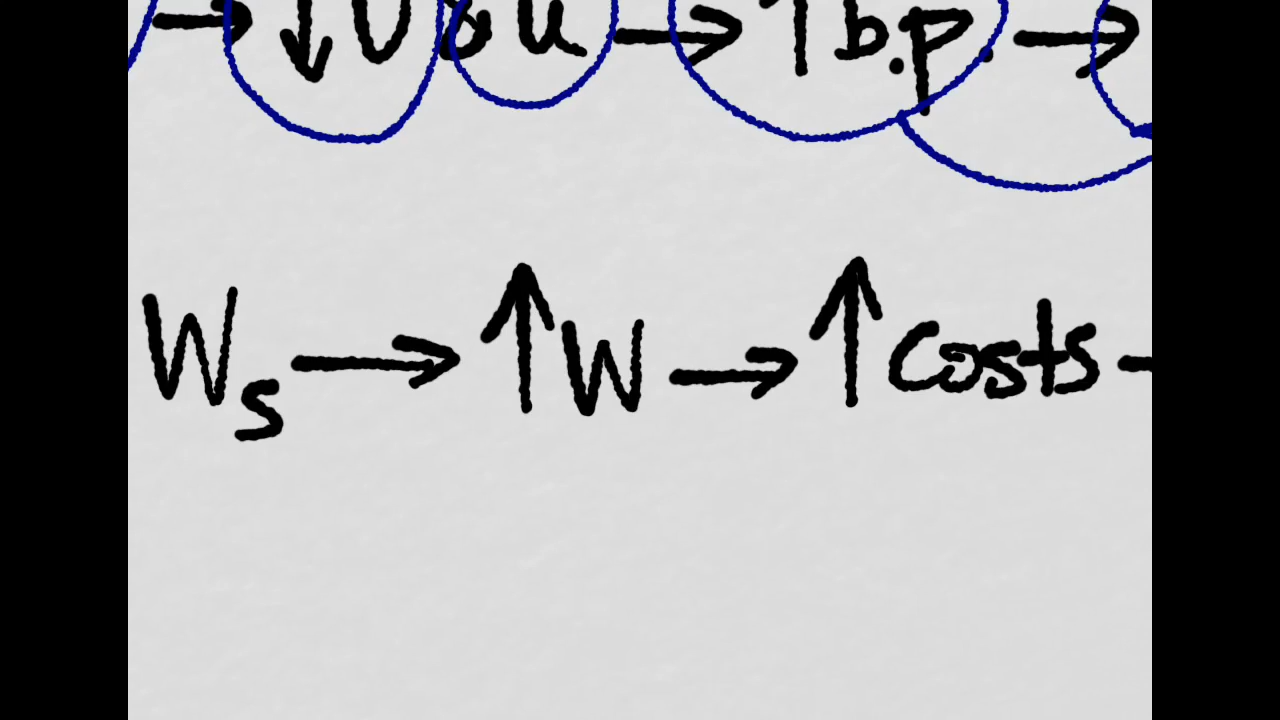 → ↓ U & u → ↑ b.p. →
Ws → ↑ W → ↑ Costs